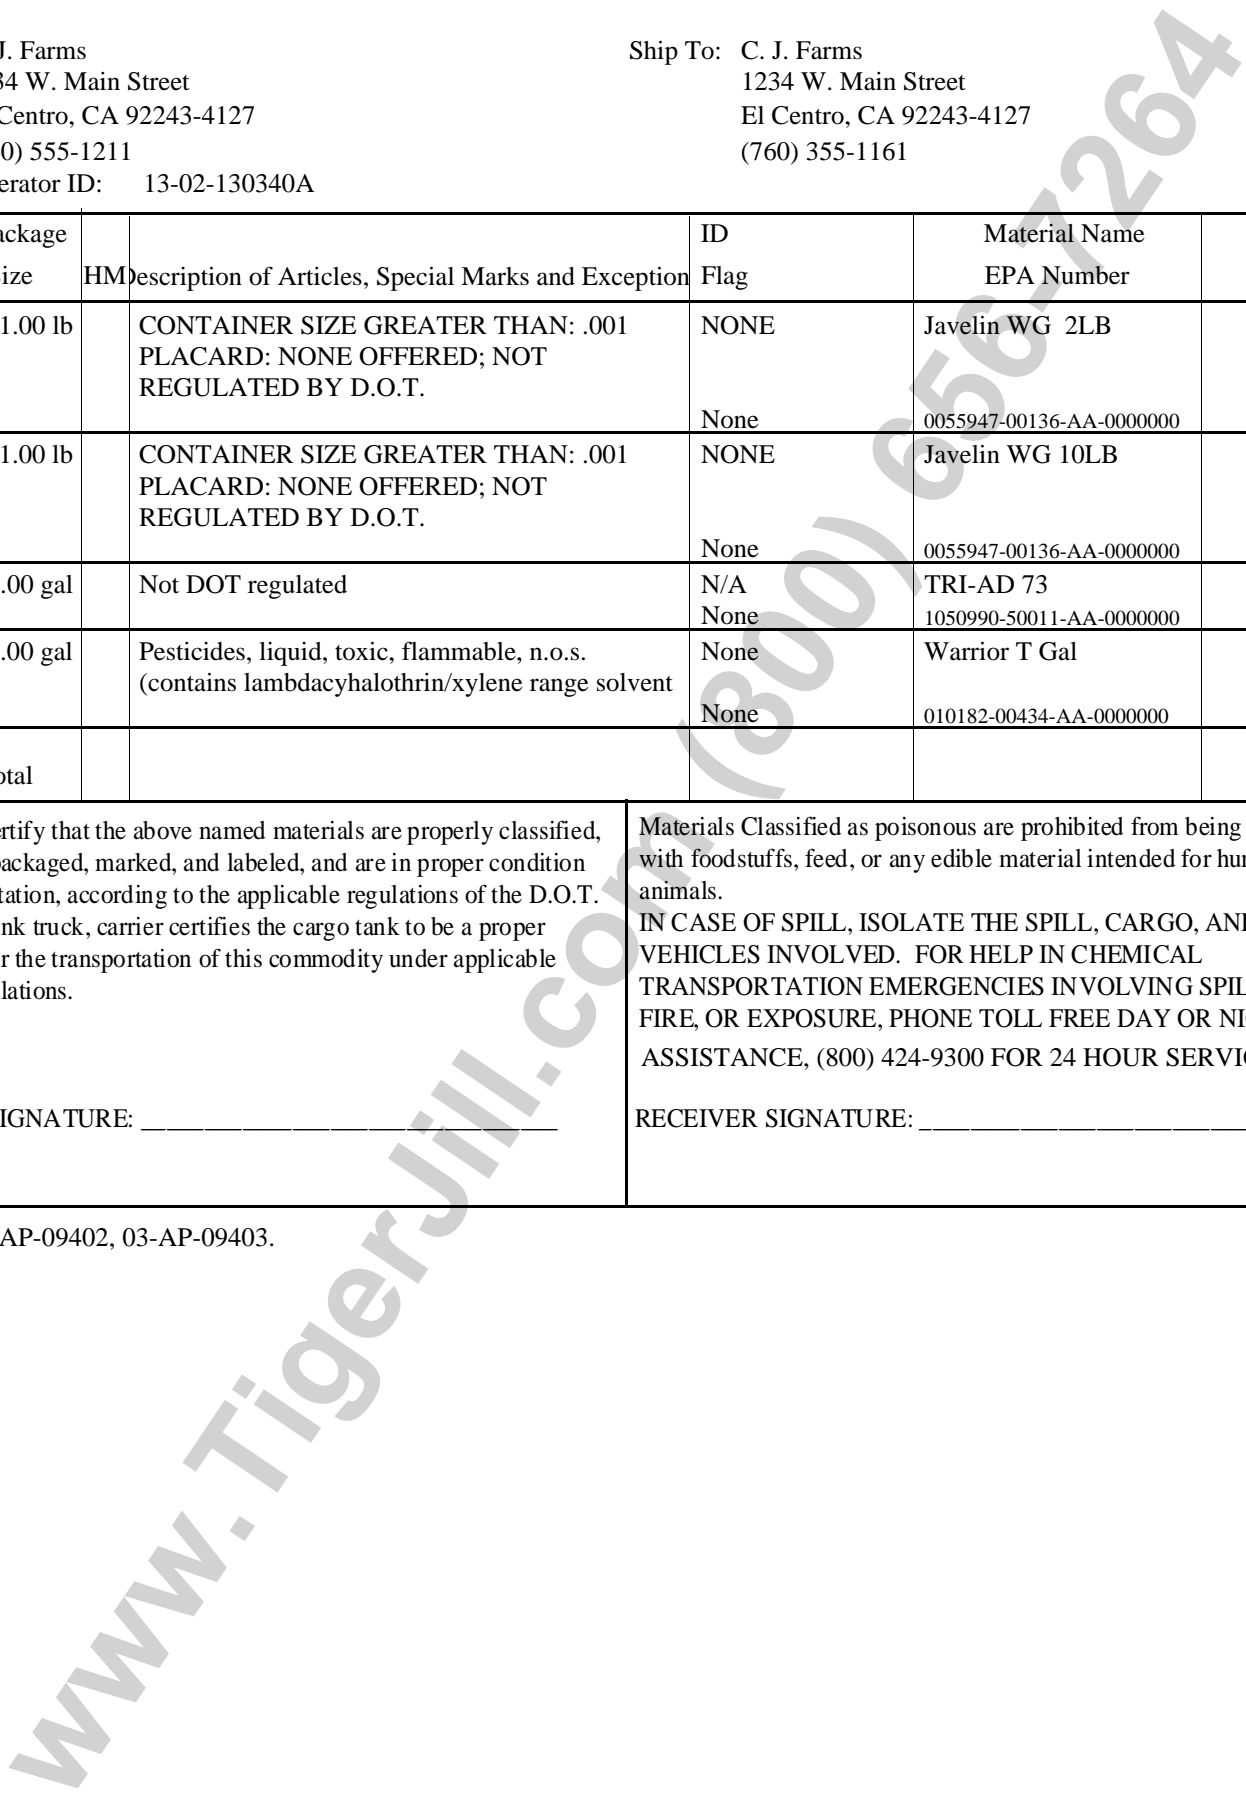 J. Farms
34 W. Main Street
Centro, CA 92243-4127
0) 555-1211
erator ID: 13-02-130340A
Ship To: C. J. Farms
1234 W. Main Street
El Centro, CA 92243-4127
(760) 355-1161
ackage
ize
HM
Description of Articles, Special Marks and Exception
ID
Flag
Material Name
EPA Number
1.00 lb
CONTAINER SIZE GREATER THAN: .001
PLACARD: NONE OFFERED; NOT
REGULATED BY D.O.T.
NONE
None
Javelin WG 2LB
0055947-00136-AA-0000000
1.00 lb
CONTAINER SIZE GREATER THAN: .001
PLACARD: NONE OFFERED; NOT
REGULATED BY D.O.T.
NONE
None
Javelin WG 10LB
0055947-00136-AA-0000000
.00 gal
Not DOT regulated
N/A
None
TRI-AD 73
1050990-50011-AA-0000000
.00 gal
Pesticides, liquid, toxic, flammable, n.o.s.
(contains lambdacyhalothrin/xylene range solvent
None
None
Warrior T Gal
010182-00434-AA-0000000
otal
ertify that the above named materials are properly classified,
packaged, marked, and labeled, and are in proper condition
tation, according to the applicable regulations of the D.O.T.
nk truck, carrier certifies the cargo tank to be a proper
r the transportation of this commodity under applicable
lations.
IGNATURE: _________________________________
Materials Classified as poisonous are prohibited from being
with foodstuffs, feed, or any edible material intended for hu
animals.
IN CASE OF SPILL, ISOLATE THE SPILL, CARGO, AN
VEHICLES INVOLVED. FOR HELP IN CHEMICAL
TRANSPORTATION EMERGENCIES INVOLVING SPIL
FIRE, OR EXPOSURE, PHONE TOLL FREE DAY OR NI
ASSISTANCE, (800) 424-9300 FOR 24 HOUR SERVI
RECEIVER SIGNATURE: __________________________
AP-09402, 03-AP-09403.
www.TigerJill.com (800) 656-7264